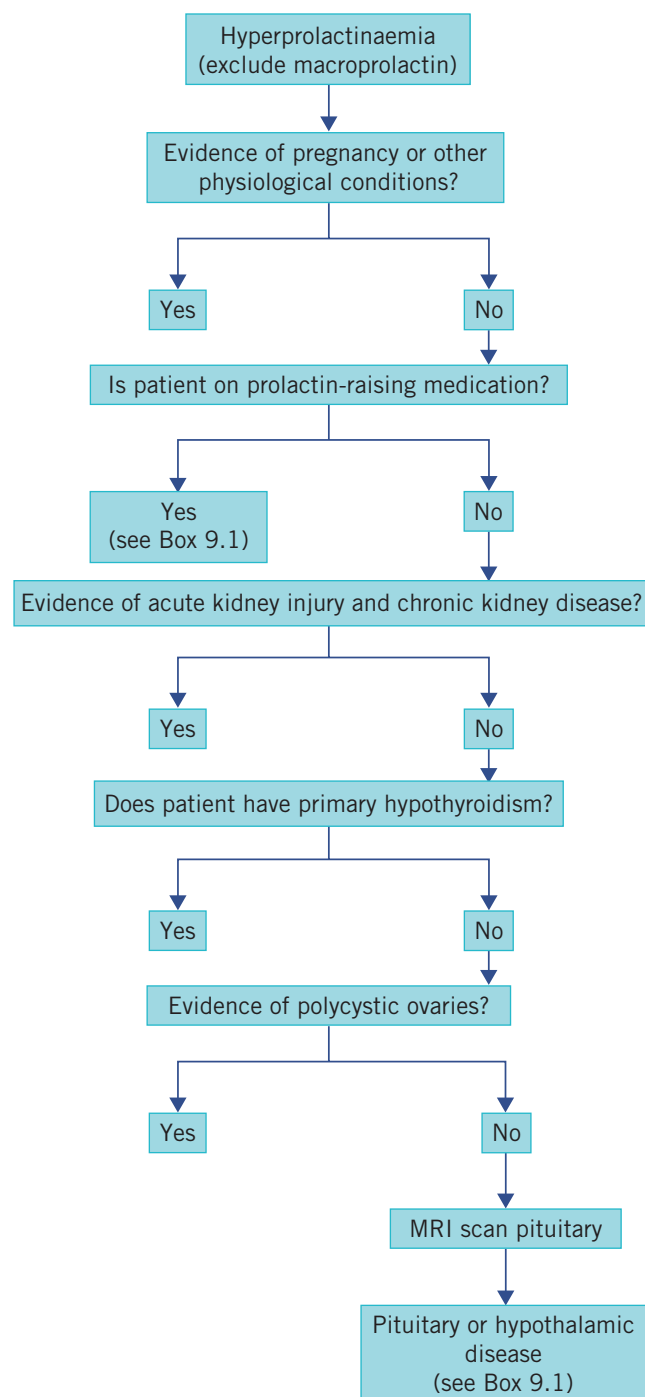 Hyperprolactinaemia
(exclude macroprolactin)
Evidence of pregnancy or other
physiological conditions?
Yes
No
Is patient on prolactin-raising medication?
Yes
(see Box 9.1)
No
Evidence of acute kidney injury and chronic kidney disease?
Yes
No
Does patient have primary hypothyroidism?
Yes
No
Evidence of polycystic ovaries?
Yes
No
MRI scan pituitary
Pituitary or hypothalamic
disease
(see Box 9.1)